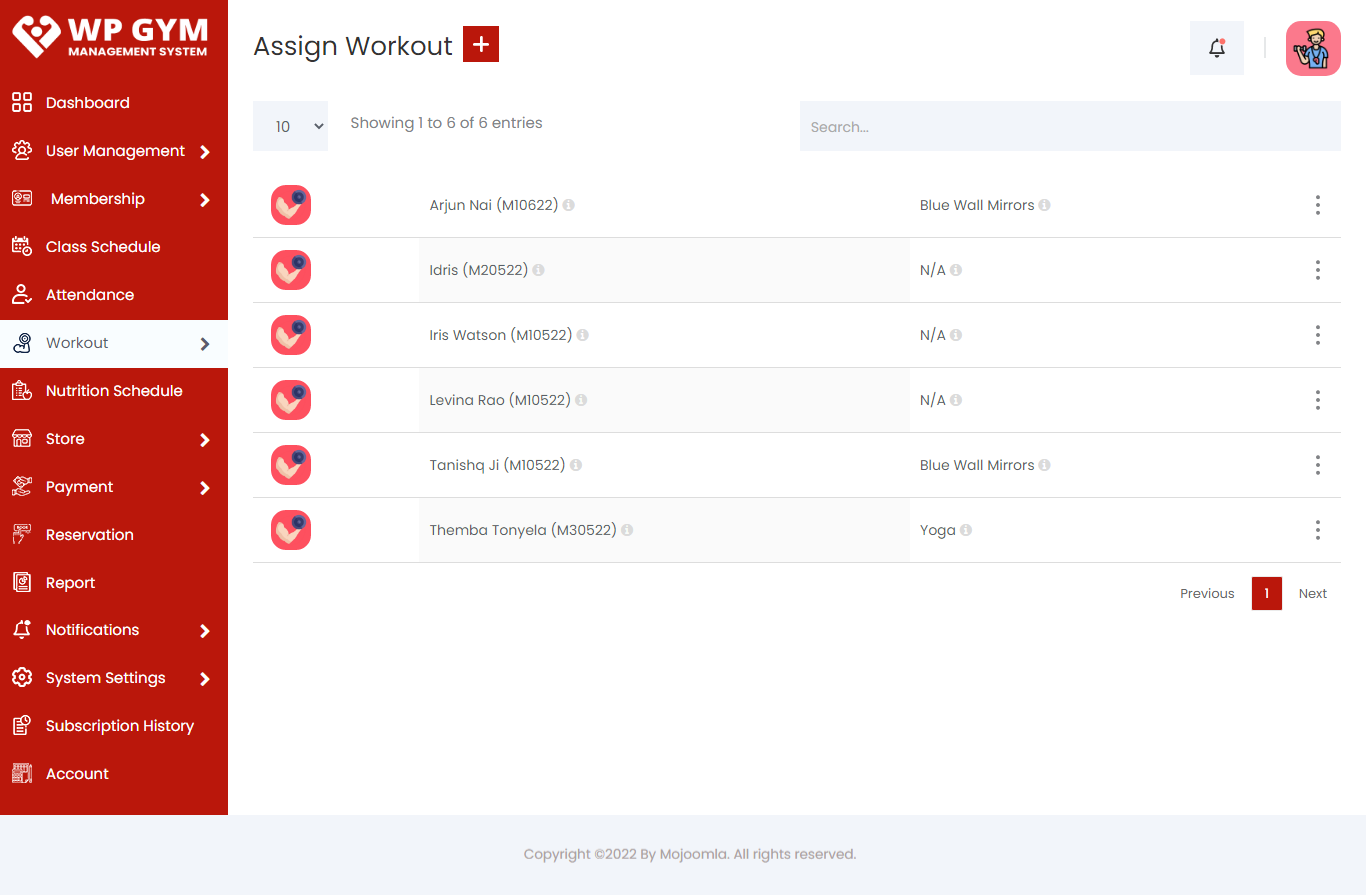 WP GYM
MANAGEMENT SYSTEM
Dashboard
User Management
Membership
Class Schedule
Attendance
Workout
Nutrition Schedule
Store
Payment
Reservation
Report
Notifications
System Settings
Subscription History
Account
Assign Workout
10 Showing 1 to 6 of 6 entries Search...
Arjun Nai (M10622) Blue Wall Mirrors
Idris (M20522) N/A
Iris Watson (M10522) N/A
Levina Rao (M10522) N/A
Tanishq Ji (M10522) Blue Wall Mirrors
Themba Tonyela (M30522) Yoga
Previous 1 Next
Copyright ©2022 By Mojoomla. All rights reserved.